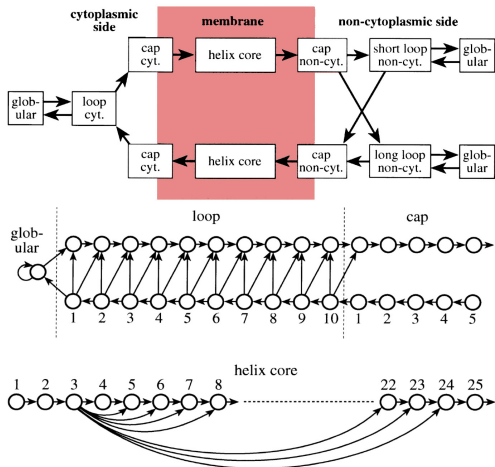 cytoplasmic
side
membrane
non-cytoplasmic side
cap
cyt.
helix core
cap
non-cyt.
short loop
non-cyt.
glob-
ular
glob-
ular
loop
cyt.
cap
cyt.
helix core
cap
non-cyt.
long loop
non-cyt.
glob-
ular
loop
cap
glob-
ular
1 2 3 4 5 6 7 8 9 10 1 2 3 4 5
helix core
1 2 3 4 5 6 7 8 22 23 24 25